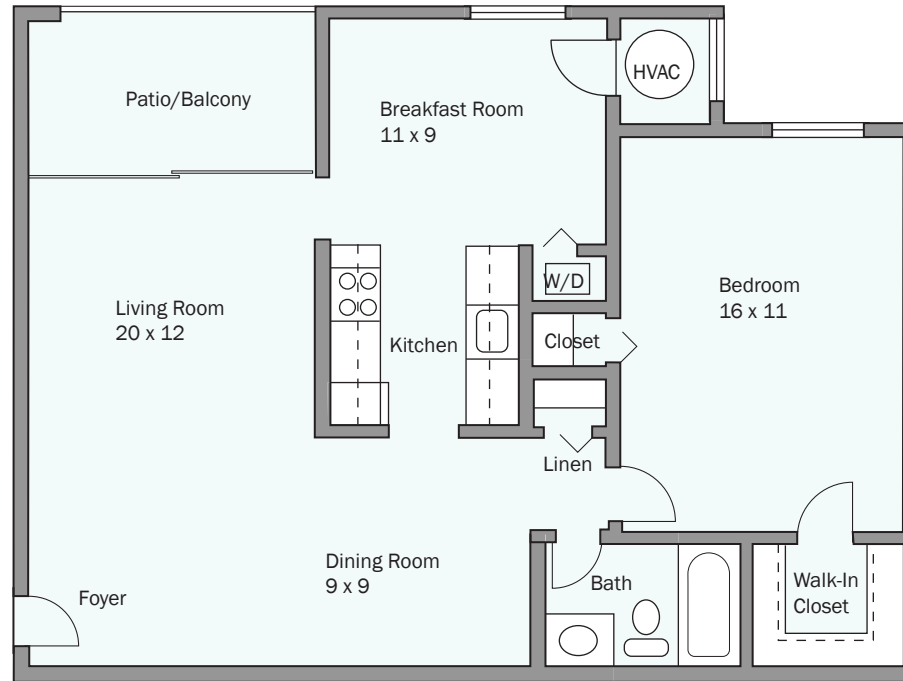 Patio/Balcony
Breakfast Room
11 x 9
HVAC
Living Room
20 x 12
Kitchen
W/D
Closet
Bedroom
16 x 11
Linen
Dining Room
9 x 9
Foyer
Bath
Walk-In
Closet